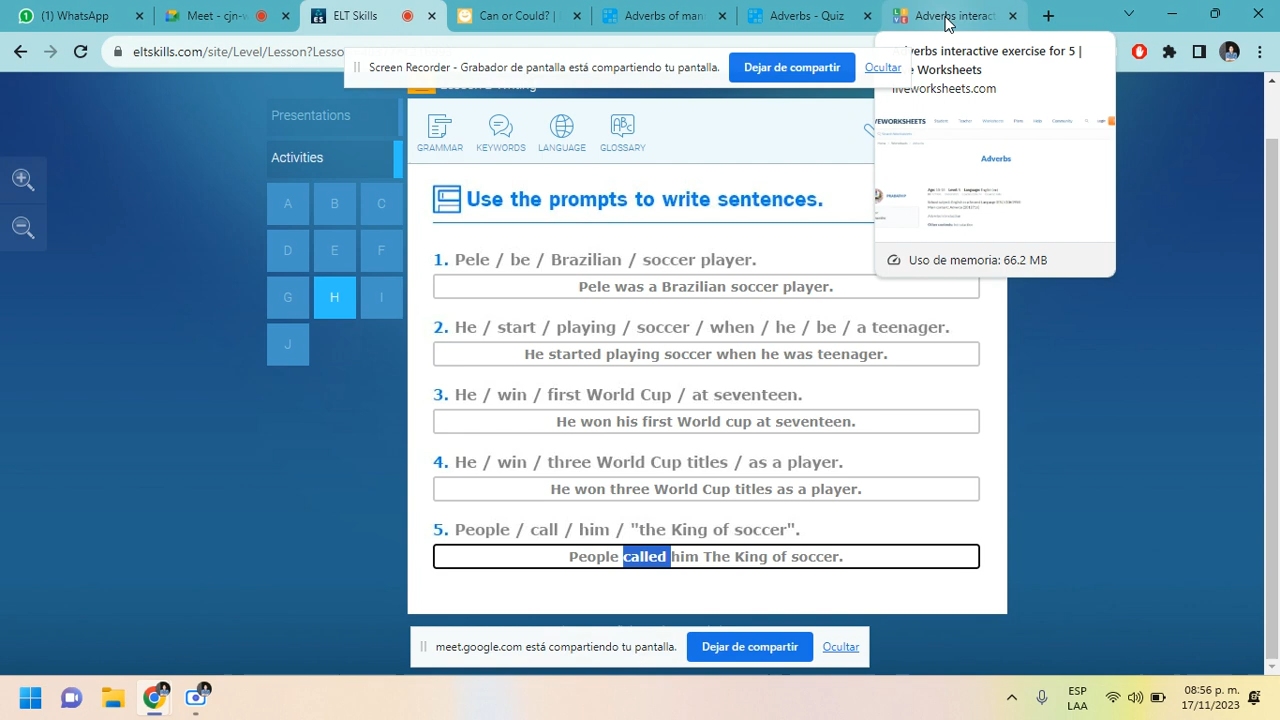 (1) WhatsApp
Meet -
ELT Skills
Can or Could? |
Adverbs of man
Adverbs - Quiz
Adverbs interact
eltskills.com/site/Level/Lesson?Less
Screen Recorder - Grabador de pantalla está compartiendo tu pantalla.
Dejar de compartir
Ocultar
Adverbs interactive exercise for 5 |
Worksheets
liveworksheets.com
VEWORKSHEETS
Adverbs
Uso de memoria: 66.2 MB
Presentations
Activities
E
F
G
H
I
J
GRAMMAR
KEYWORDS
LANGUAGE
GLOSSARY
Use prompts to write sentences.
1. Pele / be / Brazilian / soccer player.
Pele was a Brazilian soccer player.
2. He / start / playing / soccer / when / he / be / a teenager.
He started playing soccer when he was teenager.
3. He / win / first World Cup / at seventeen.
He won his first World cup at seventeen.
4. He / win / three World Cup titles / as a player.
He won three World Cup titles as a player.
5. People / call / him / "the King of soccer".
People called him The King of soccer.
meet.google.com está compartiendo tu pantalla.
Dejar de compartir
Ocultar
ESP
LAA
08:56 p. m.
17/11/2023